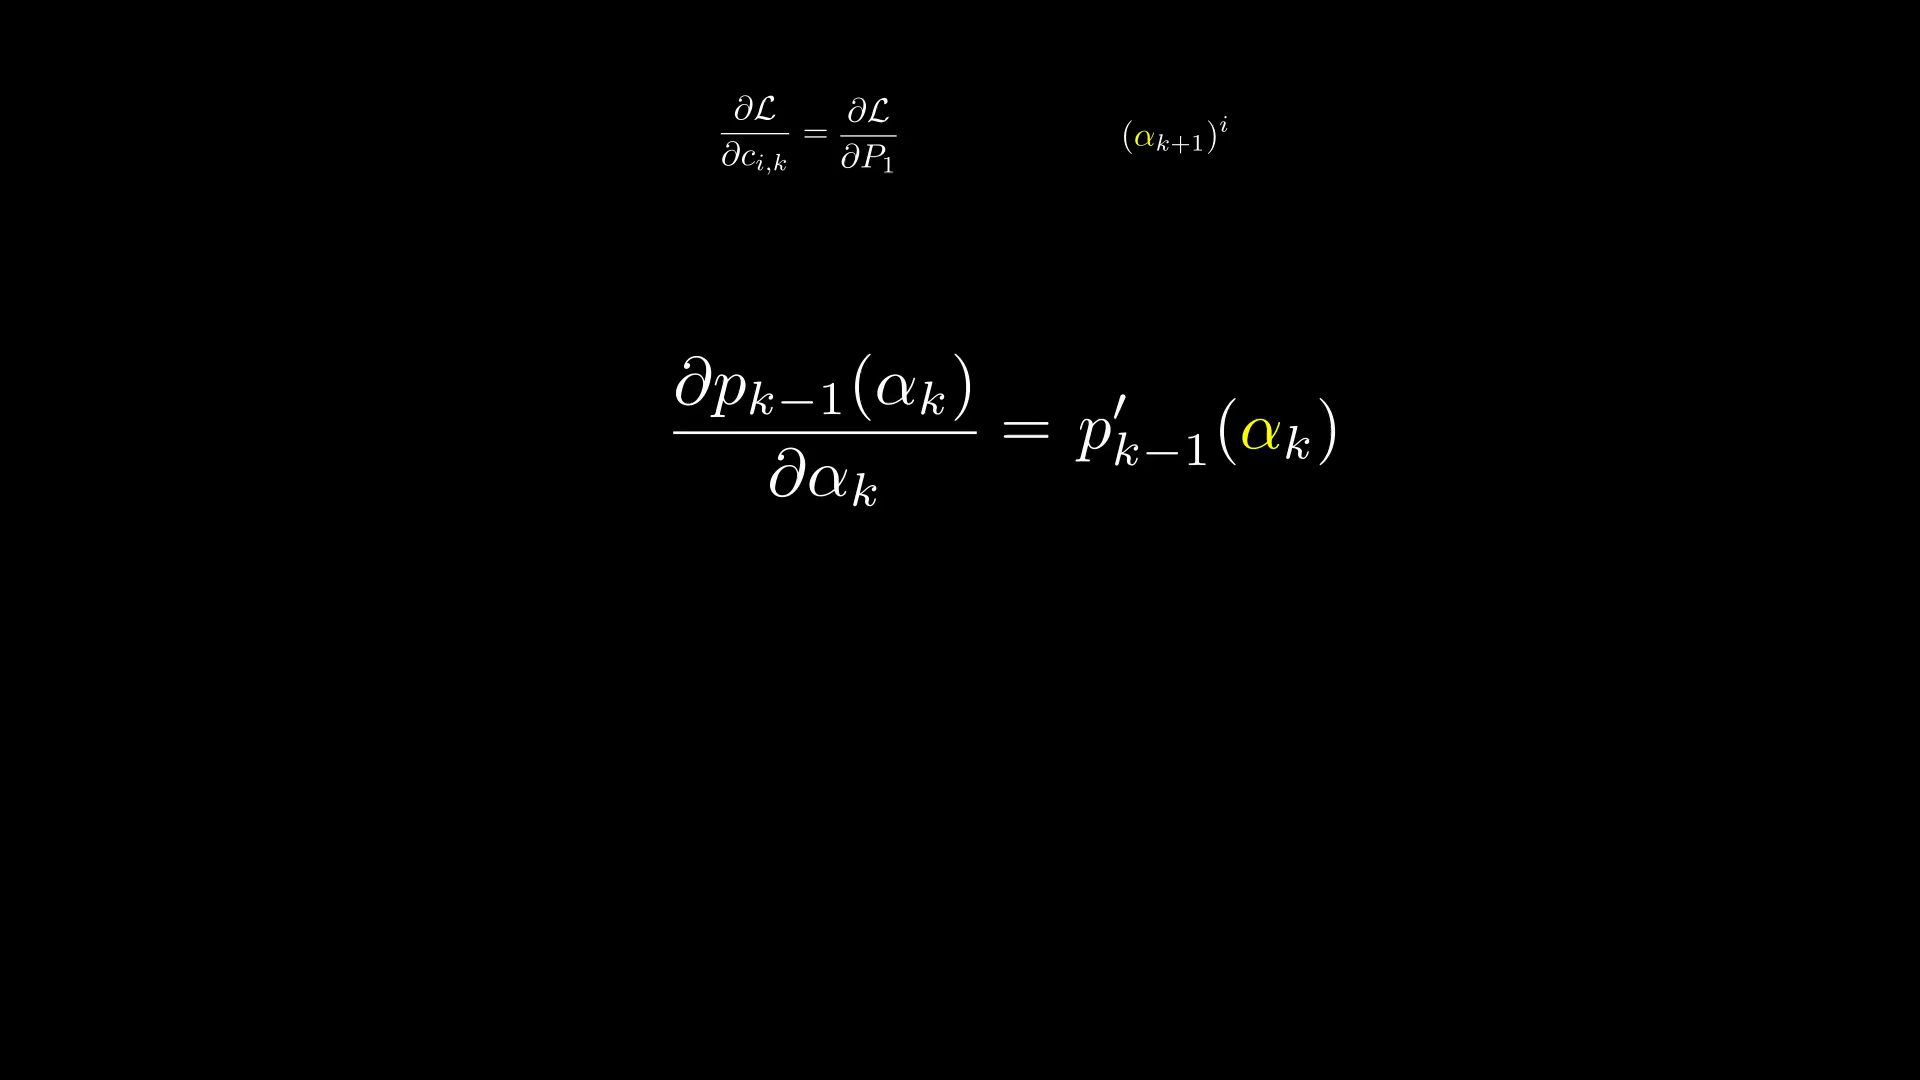 ∂ℒ/∂c_{i,k} = ∂ℒ/∂P_1 (α_{k+1})^i
∂p_{k−1}(α_k)/∂α_k = p′_{k−1}(α_k)